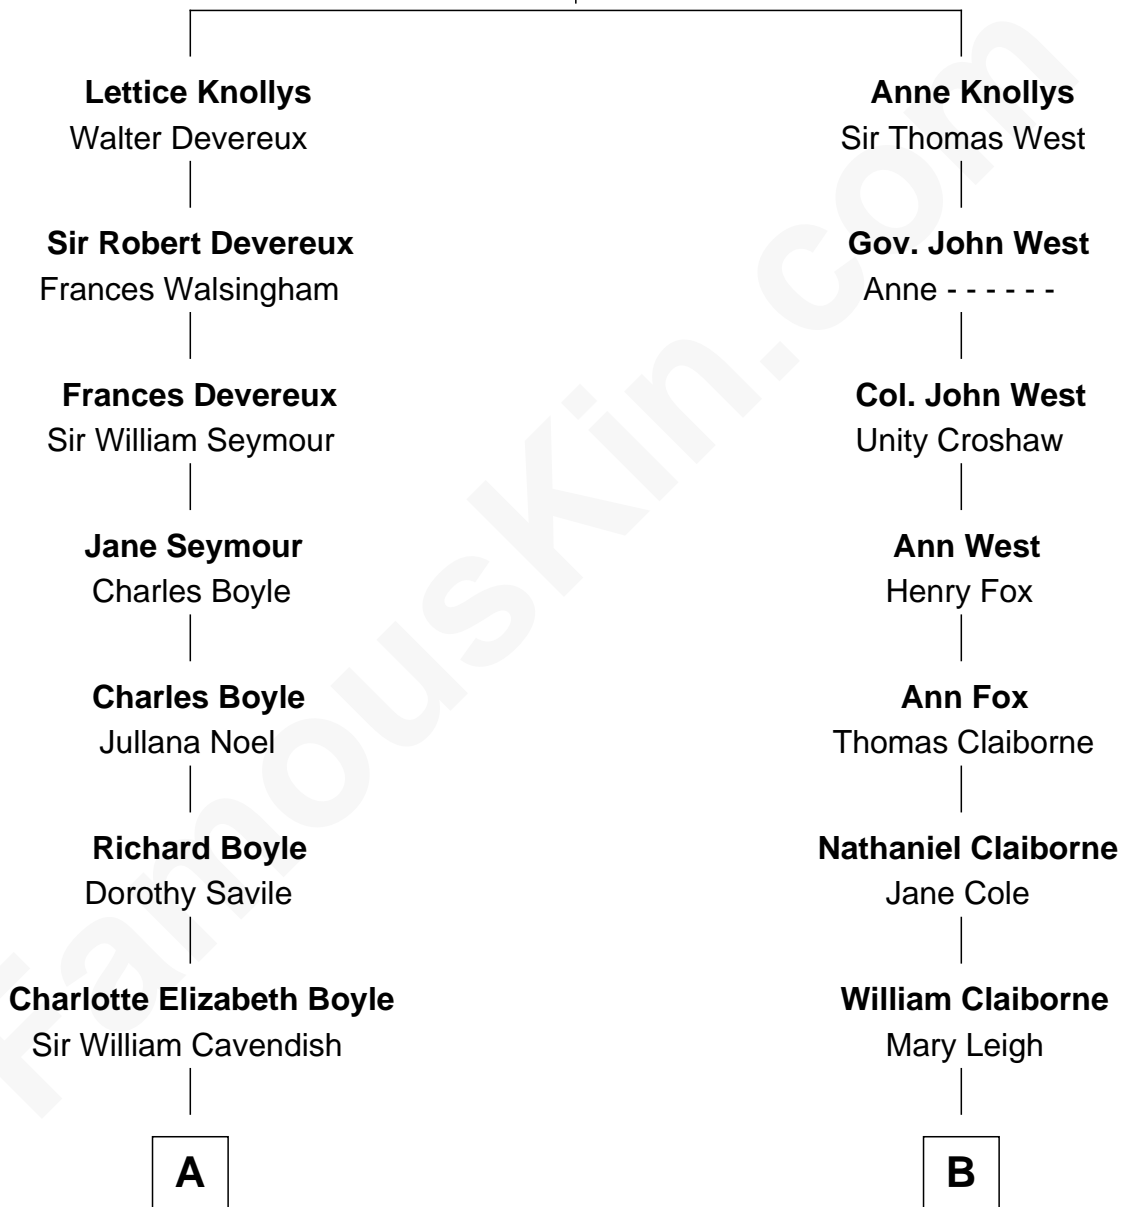 Lettice Knollys
Walter Devereux
Anne Knollys
Sir Thomas West
Sir Robert Devereux
Frances Walsingham
Gov. John West
Anne - - - - - -
Frances Devereux
Sir William Seymour
Col. John West
Unity Croshaw
Jane Seymour
Charles Boyle
Ann West
Henry Fox
Charles Boyle
Jullana Noel
Ann Fox
Thomas Claiborne
Richard Boyle
Dorothy Savile
Nathaniel Claiborne
Jane Cole
Charlotte Elizabeth Boyle
Sir William Cavendish
William Claiborne
Mary Leigh
A
B
FamousKin.com